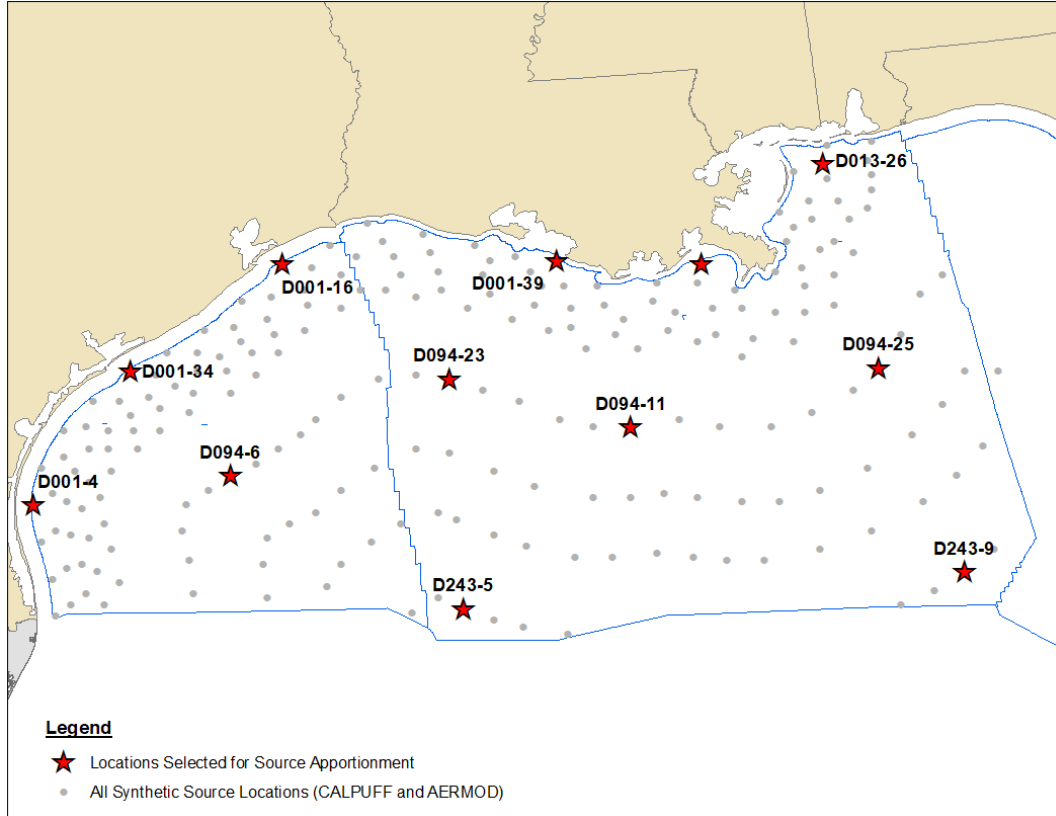 D013-26
D001-16
D001-39
D001-34
D094-23
D094-25
D094-11
D094-6
D001-4
D243-9
D243-5
Legend
Locations Selected for Source Apportionment
All Synthetic Source Locations (CALPUFF and AERMOD)